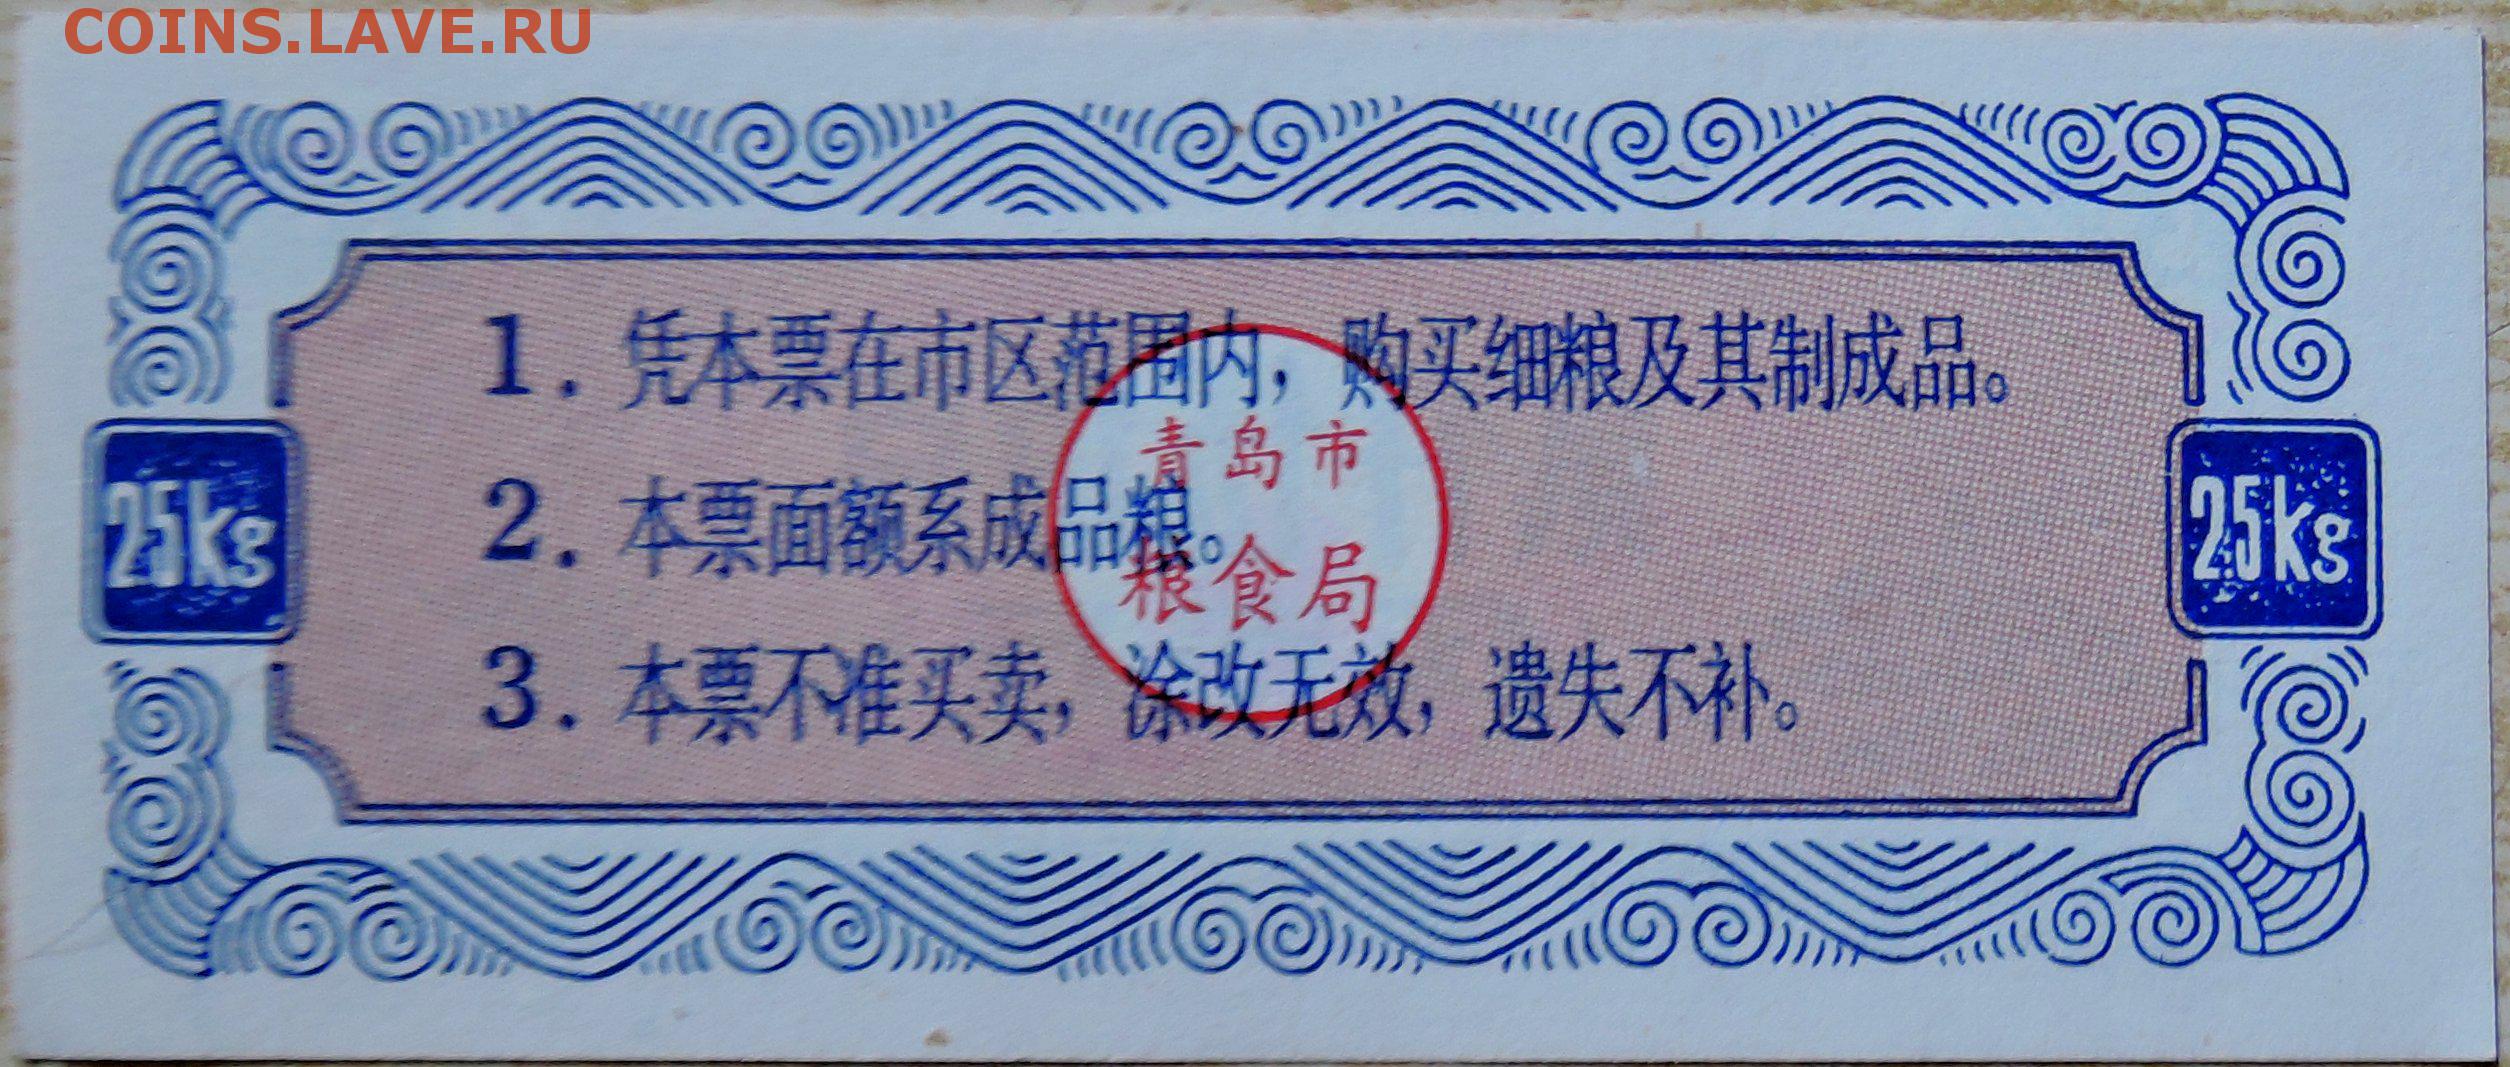 COINS.LAVE.RU
1. 凭本票在市区范围内，购买细粮及其制成品。
青岛市
2. 本票面额系成品粮。
粮食局
3. 本票不准买卖，涂改无效，遗失不补。
25kg
25kg